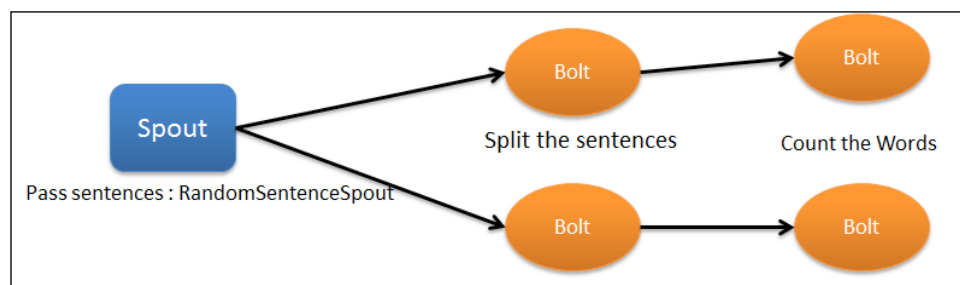 Bolt
Bolt
Spout
Split the sentences
Count the Words
Pass sentences : RandomSentenceSpout
Bolt
Bolt